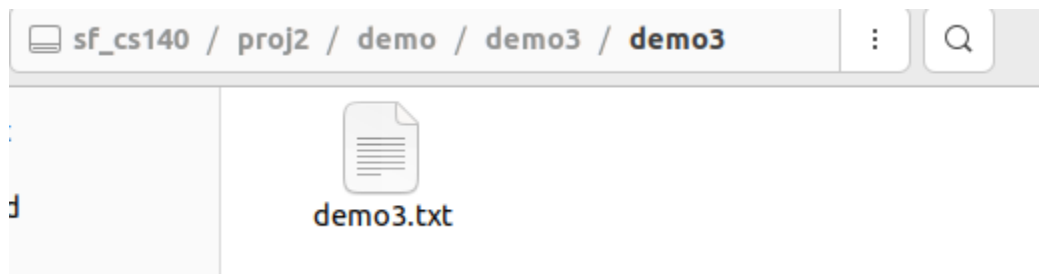 sf_cs140 / proj2 / demo / demo3 / demo3
d
demo3.txt